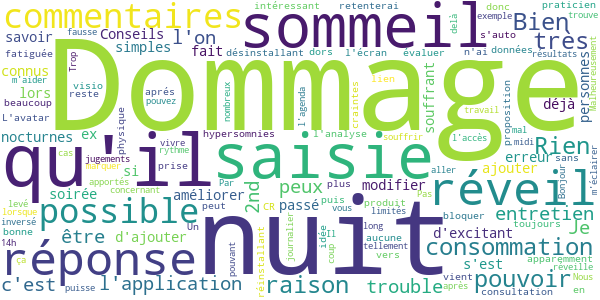 commentaires
sommeil
intéressant
retenterai
delà
Bien
donc
praticien
exemple
trouve
savoir
fausse
Conseils
l'on
s'auto
très
fatiguée
Trop
simples
fait
désinstallant
dors
l'écran
évaluer
n'ai
données
résultats
connus
m'aider
visio
Dommage
personnes
Malheureusement
beaucoup
reste
lors
après
pouvez
nombreux
l'agenda
craintes
lien
souffrant
travail
proposition
déjà
L'avatar
nocturnes
ex
physique
hypersomnies
l'analyse
souffrir
l'accès
mal
midi
Rien
vivre
rythme
qu'il
saisie
erreur
sans
m'éclairer
cas
jugements
marquer
prise
si
Par
2nd
peux
plus
modifier
aller
Pas
réveil
ajouter
Bonjour
apportés
concernant
levé
lorsque
soirée
améliorer
peut
CR
passé
puis
vous
produit
limités
bloquer
entretien
toujours
inversé
bonne
possible
être
d'ajouter
Un
nuit
journalier
idée
coup
Il
long
aucune
tellement
d'excitant
Je
consommation
14h
réponse
pouvant
réinstallant
vers
s'est
apparemment
réveille
ça
c'est
puisse
l'application
raison
trouble
vient
après
pouvoir
consultation
Nous
en